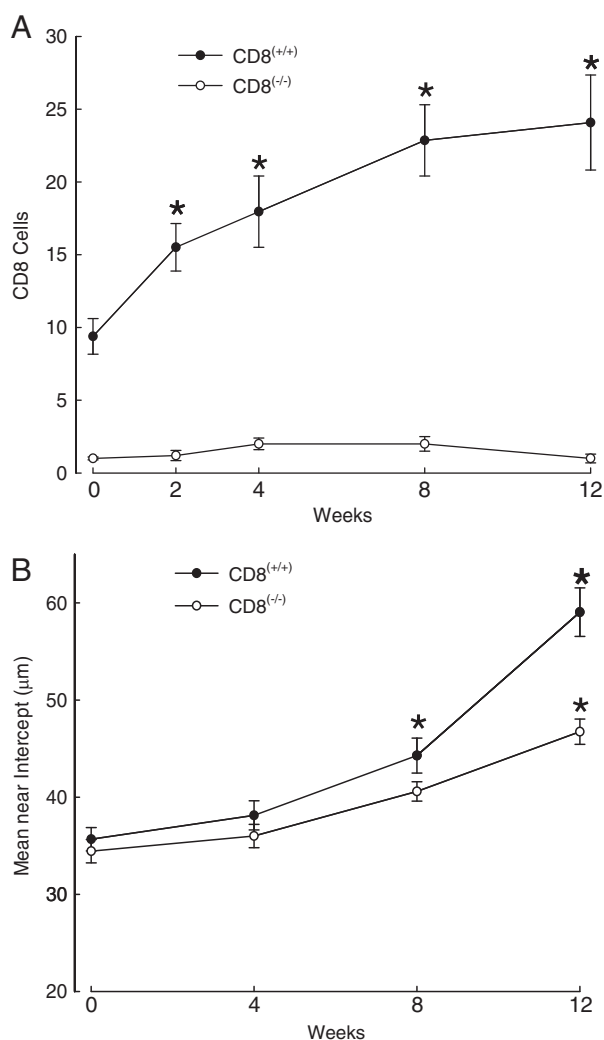 A
30
25
20
15
10
5
0
CD8 Cells
CD8(+/+)
CD8(-/-)
*
*
*
*
0 2 4 8 12
Weeks
B
60
50
40
30
20
Mean near Intercept (μm)
CD8(+/+)
CD8(-/-)
*
*
*
0 4 8 12
Weeks